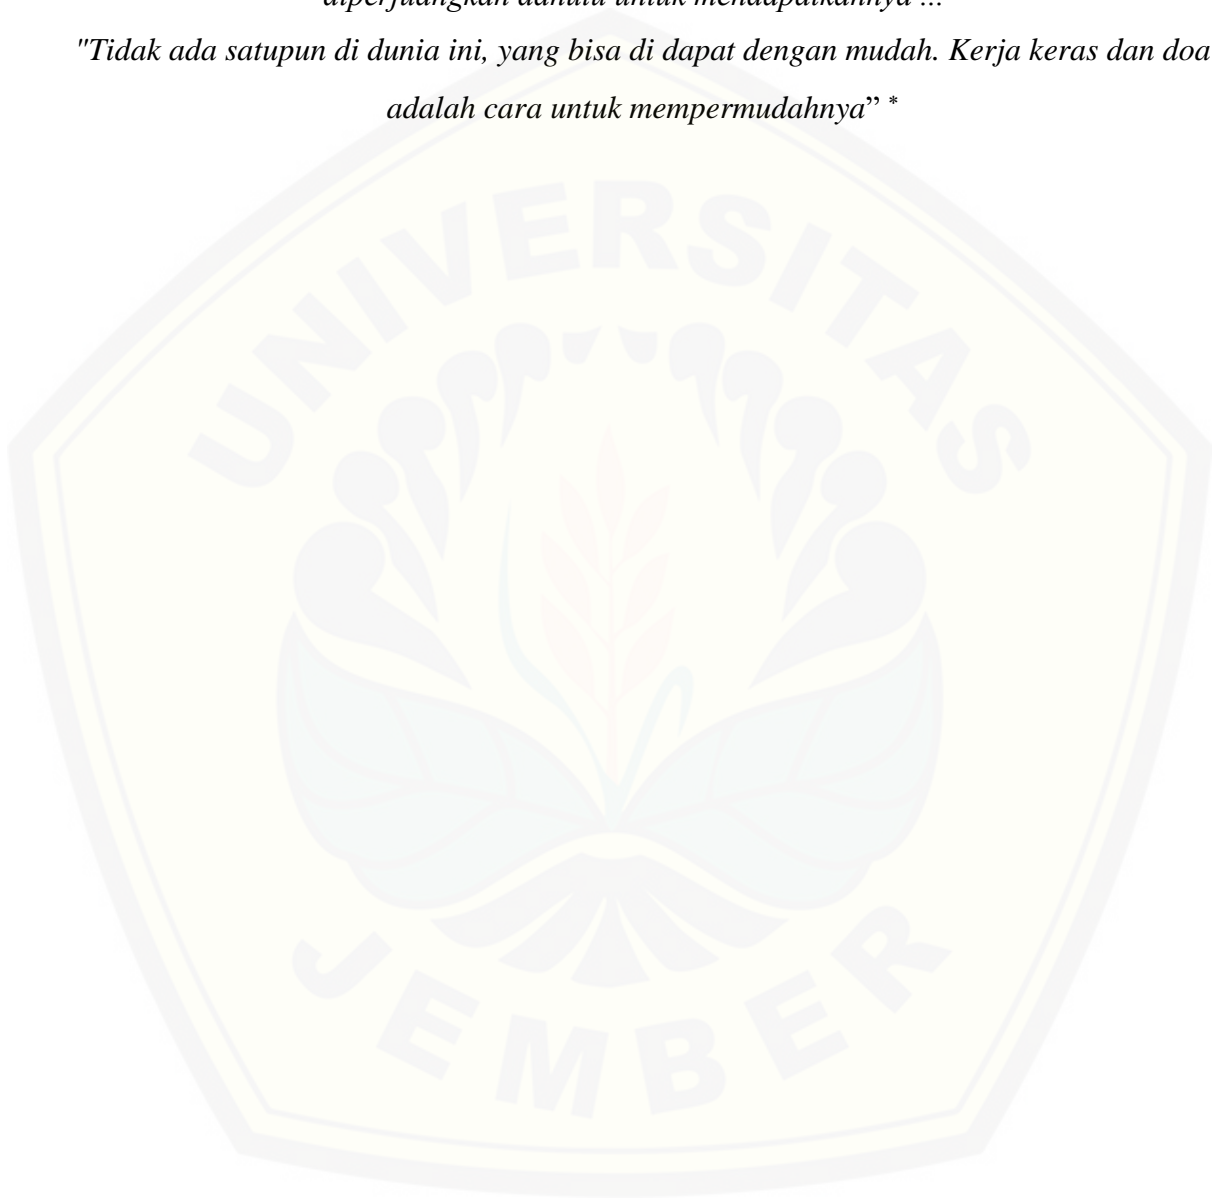 diperjuangkan dahulu untuk mendapatkannya ...
"Tidak ada satupun di dunia ini, yang bisa di dapat dengan mudah. Kerja keras dan doa
adalah cara untuk mempermudahnya” *
UNIVERSITAS
JEMBER